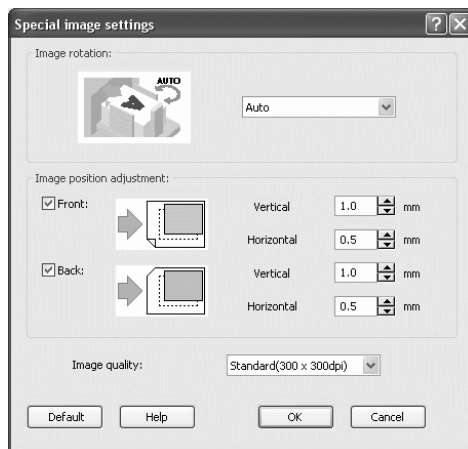 Special image settings
Image rotation:
AUTO
Auto
Image position adjustment:
Front:
Vertical 1.0 mm
Horizontal 0.5 mm
Back:
Vertical 1.0 mm
Horizontal 0.5 mm
Image quality: Standard(300 x 300dpi)
Default Help OK Cancel